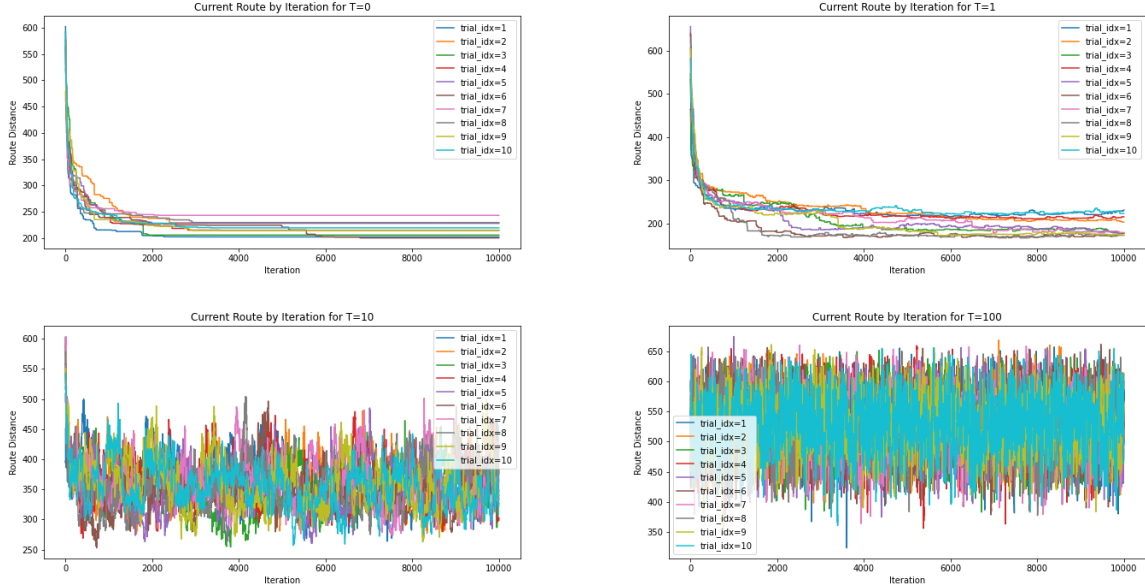 Current Route by Iteration for T=0
600
550
500
450
400
350
300
250
200
Route Distance
0
2000
4000
6000
8000
10000
Iteration
trial_idx=1
trial_idx=2
trial_idx=3
trial_idx=4
trial_idx=5
trial_idx=6
trial_idx=7
trial_idx=8
trial_idx=9
trial_idx=10
Current Route by Iteration for T=1
600
500
400
300
200
Route Distance
0
2000
4000
6000
8000
10000
Iteration
trial_idx=1
trial_idx=2
trial_idx=3
trial_idx=4
trial_idx=5
trial_idx=6
trial_idx=7
trial_idx=8
trial_idx=9
trial_idx=10
Current Route by Iteration for T=10
600
550
500
450
400
350
300
250
Route Distance
0
2000
4000
6000
8000
10000
Iteration
trial_idx=1
trial_idx=2
trial_idx=3
trial_idx=4
trial_idx=5
trial_idx=6
trial_idx=7
trial_idx=8
trial_idx=9
trial_idx=10
Current Route by Iteration for T=100
650
600
550
500
450
400
350
Route Distance
0
2000
4000
6000
8000
10000
Iteration
trial_idx=1
trial_idx=2
trial_idx=3
trial_idx=4
trial_idx=5
trial_idx=6
trial_idx=7
trial_idx=8
trial_idx=9
trial_idx=10